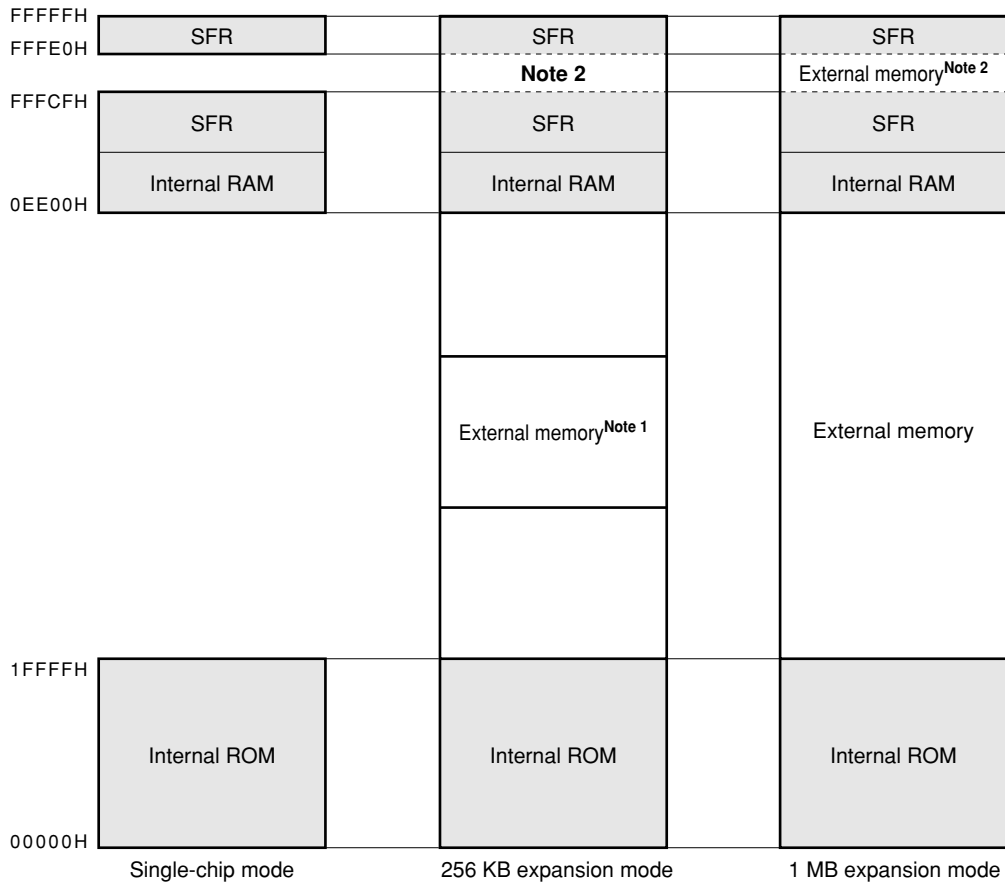 FFFFFH
SFR SFR SFR
FFFE0H
Note 2 External memoryNote 2
FFFCFH
SFR SFR SFR
Internal RAM Internal RAM Internal RAM
0EE00H
External memoryNote 1 External memory
1FFFFH
Internal ROM Internal ROM Internal ROM
00000H
Single-chip mode 256 KB expansion mode 1 MB expansion mode